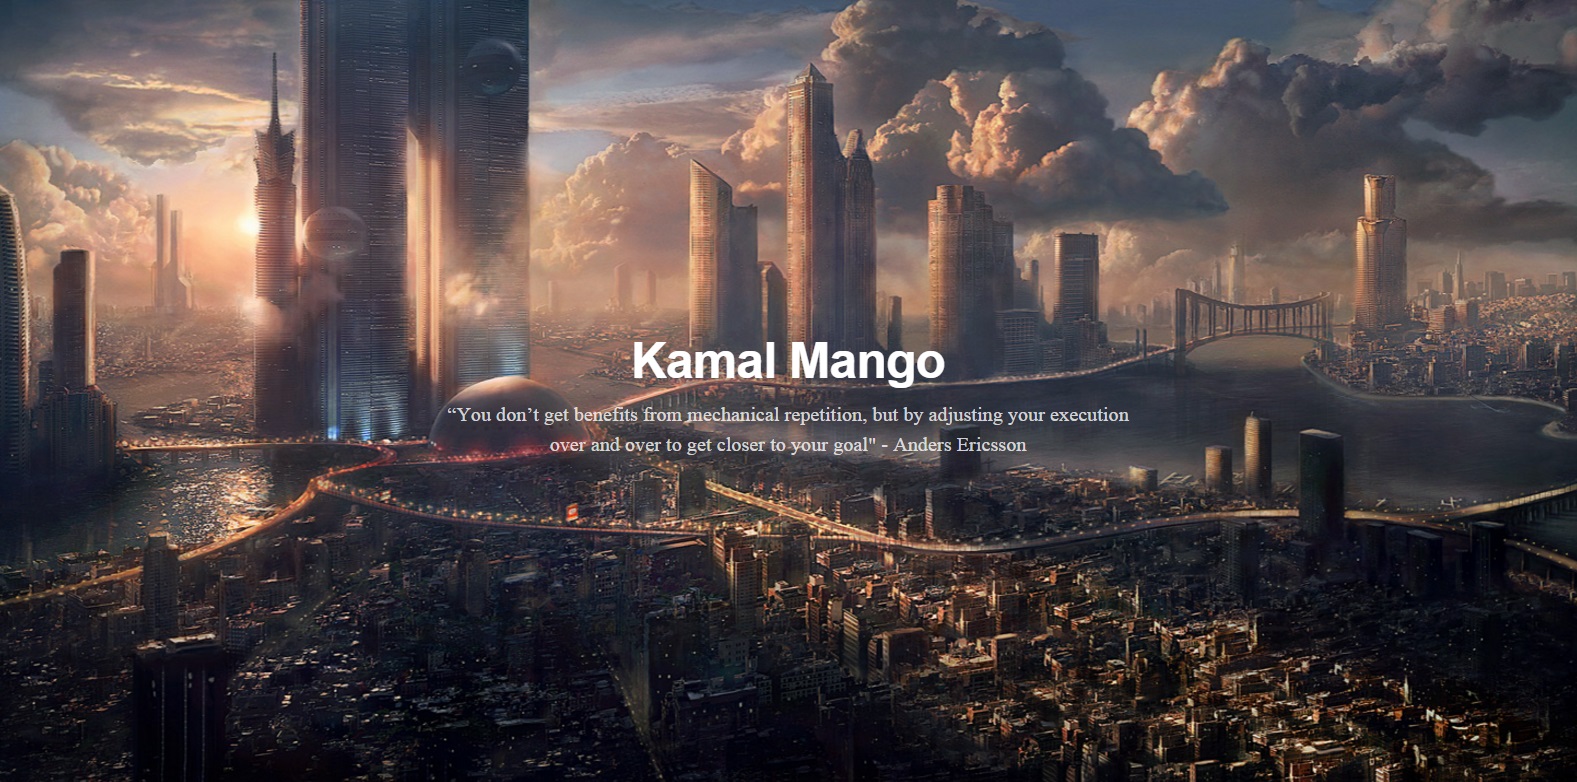 Kamal Mango
“You don’t get benefits from mechanical repetition, but by adjusting your execution
over and over to get closer to your goal" - Anders Ericsson